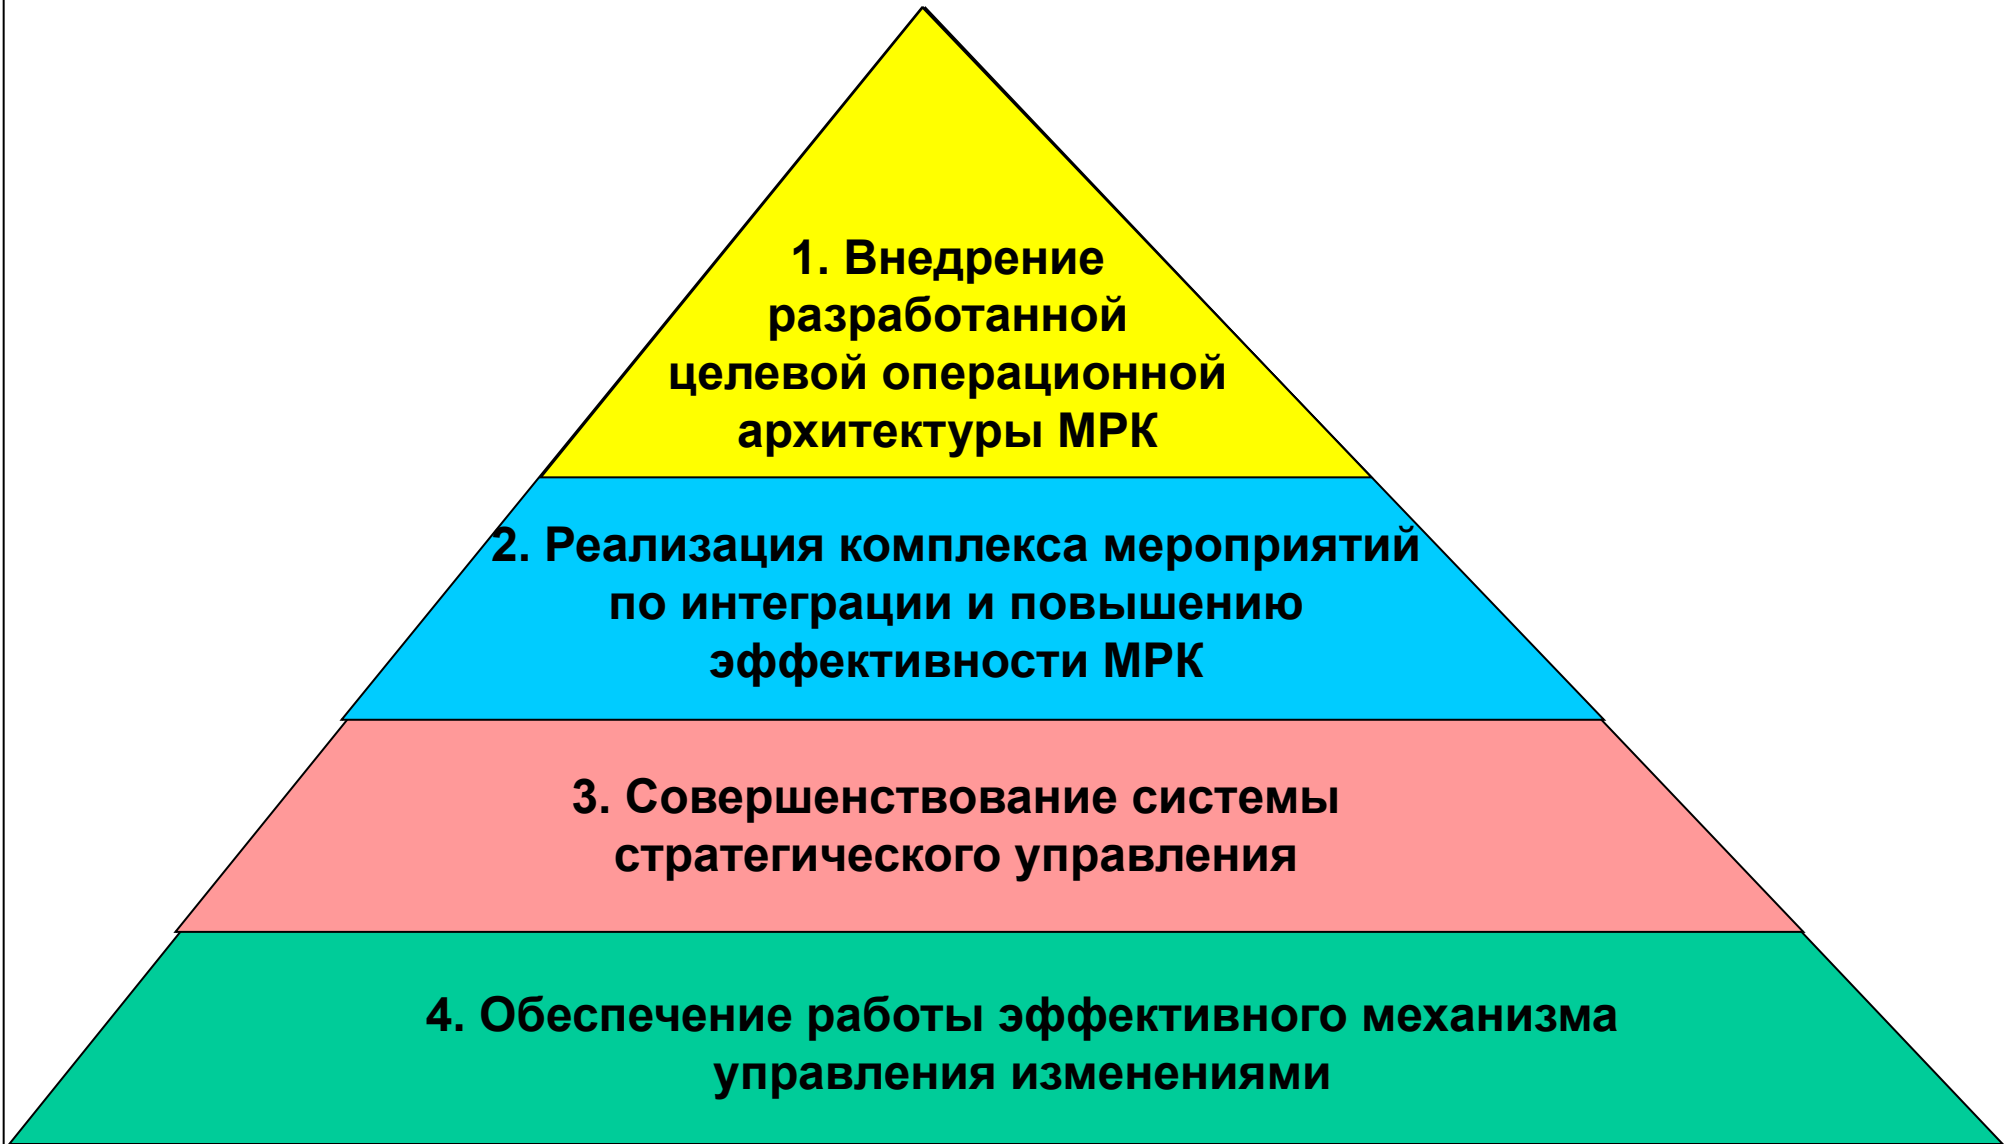 1. Внедрение
разработанной
целевой операционной
архитектуры МРК
2. Реализация комплекса мероприятий
по интеграции и повышению
эффективности МРК
3. Совершенствование системы
стратегического управления
4. Обеспечение работы эффективного механизма
управления изменениями